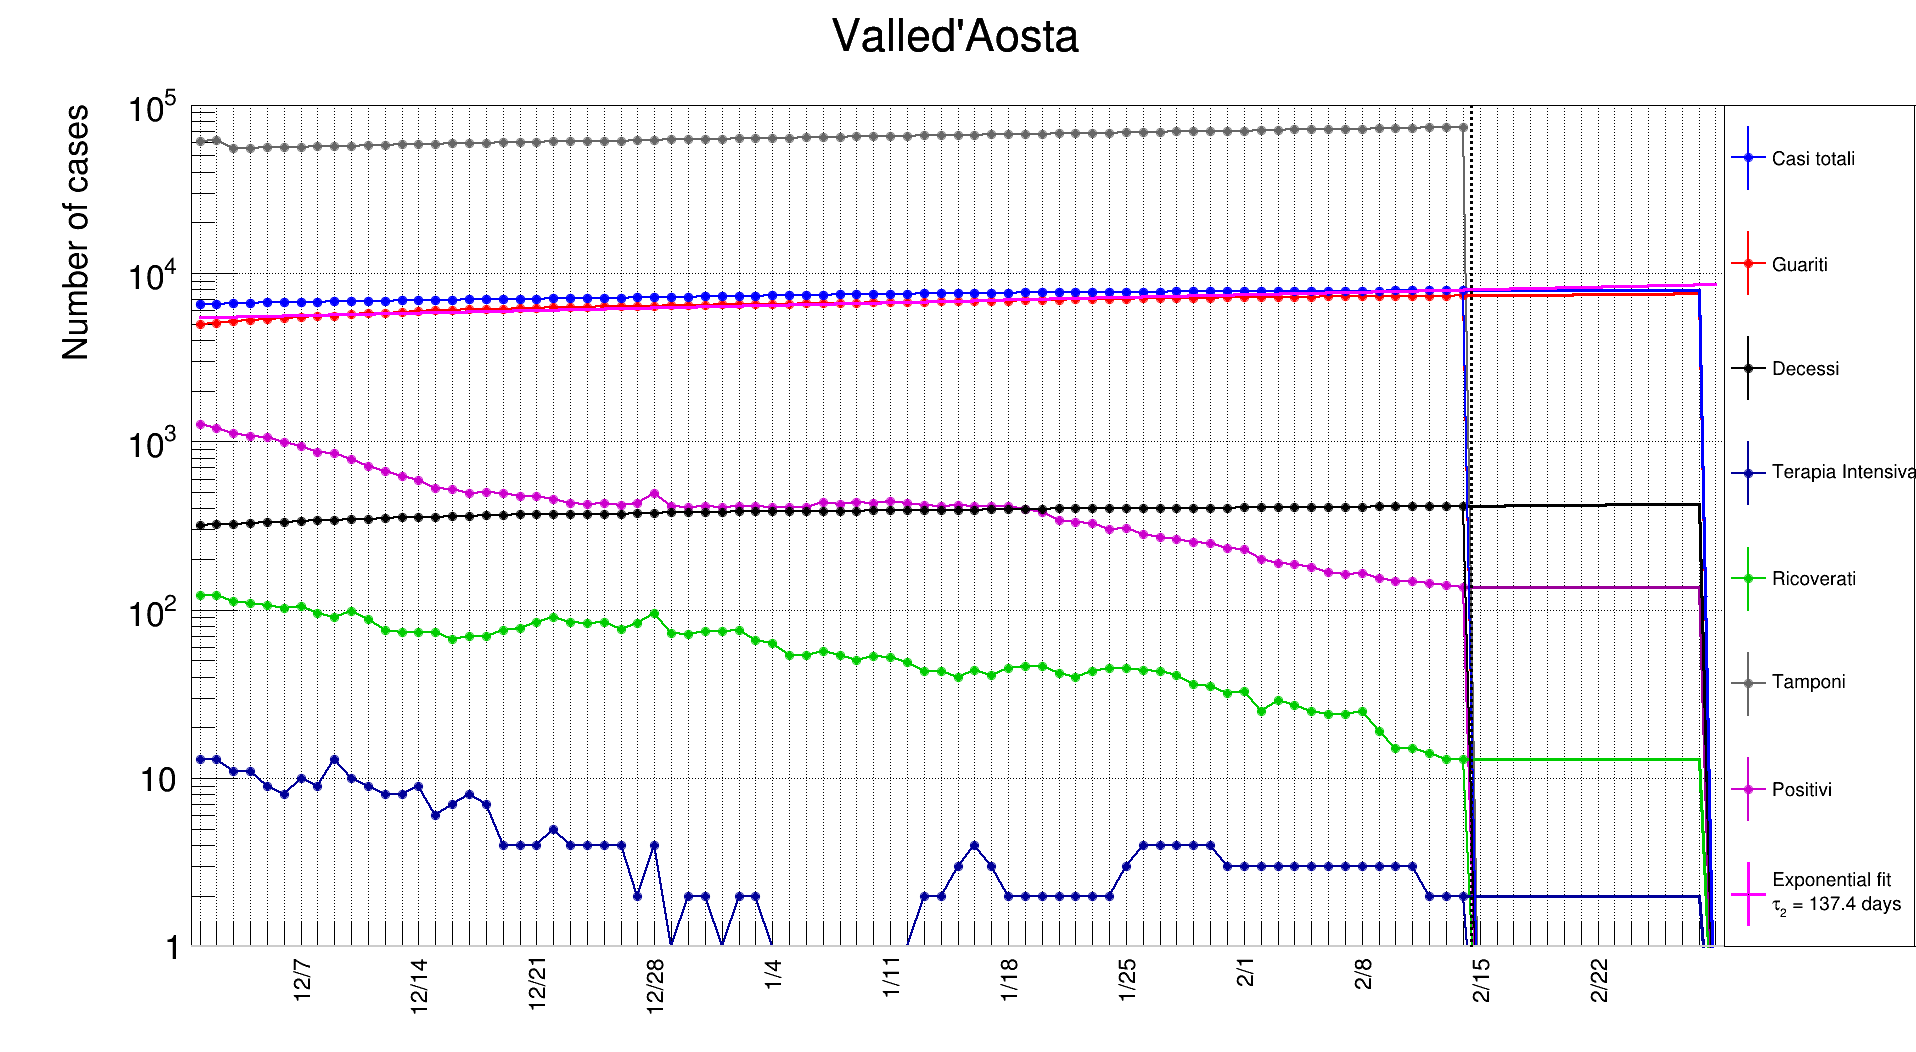 Valled'Aosta
Number of cases
10^5
10^4
10^3
10^2
10
1
12/7
12/14
12/21
12/28
1/4
1/11
1/18
1/25
2/1
2/8
2/15
2/22
Casi totali
Guariti
Decessi
Terapia Intensiva
Ricoverati
Tamponi
Positivi
Exponential fit
τ_2 = 137.4 days